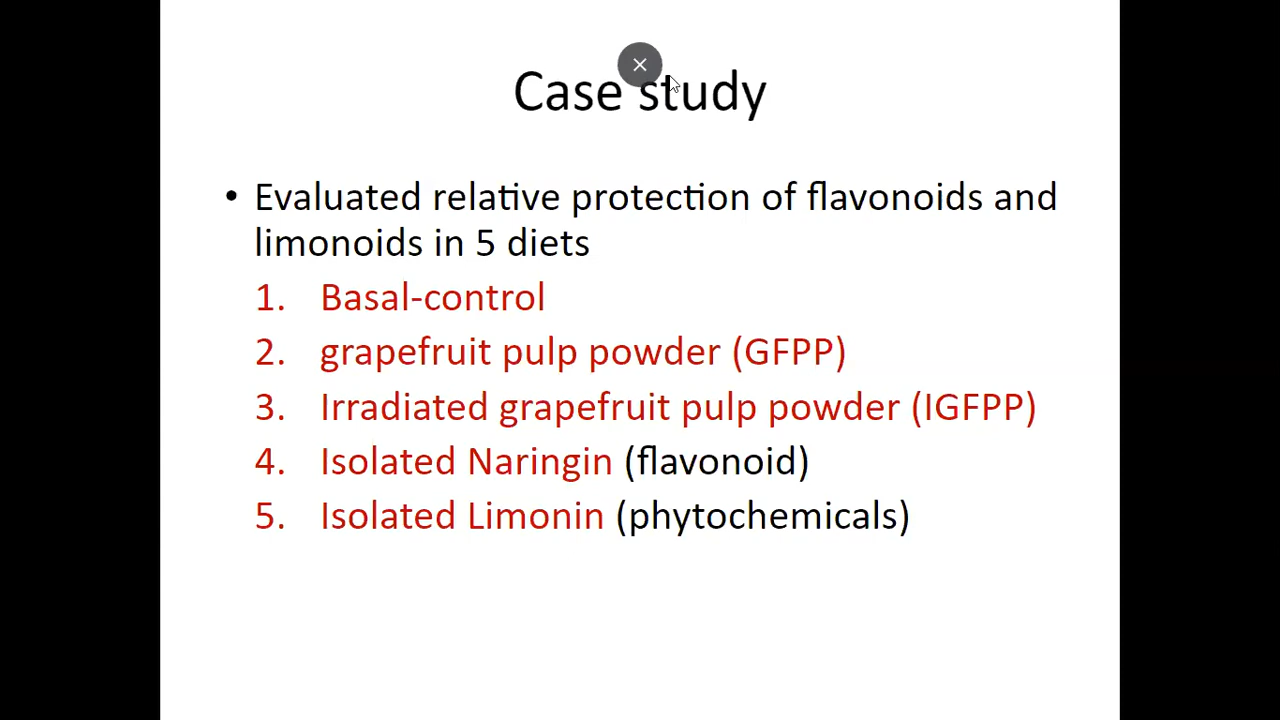 Case study
• Evaluated relative protection of flavonoids and
limonoids in 5 diets
1. Basal-control
2. grapefruit pulp powder (GFPP)
3. Irradiated grapefruit pulp powder (IGFPP)
4. Isolated Naringin (flavonoid)
5. Isolated Limonin (phytochemicals)